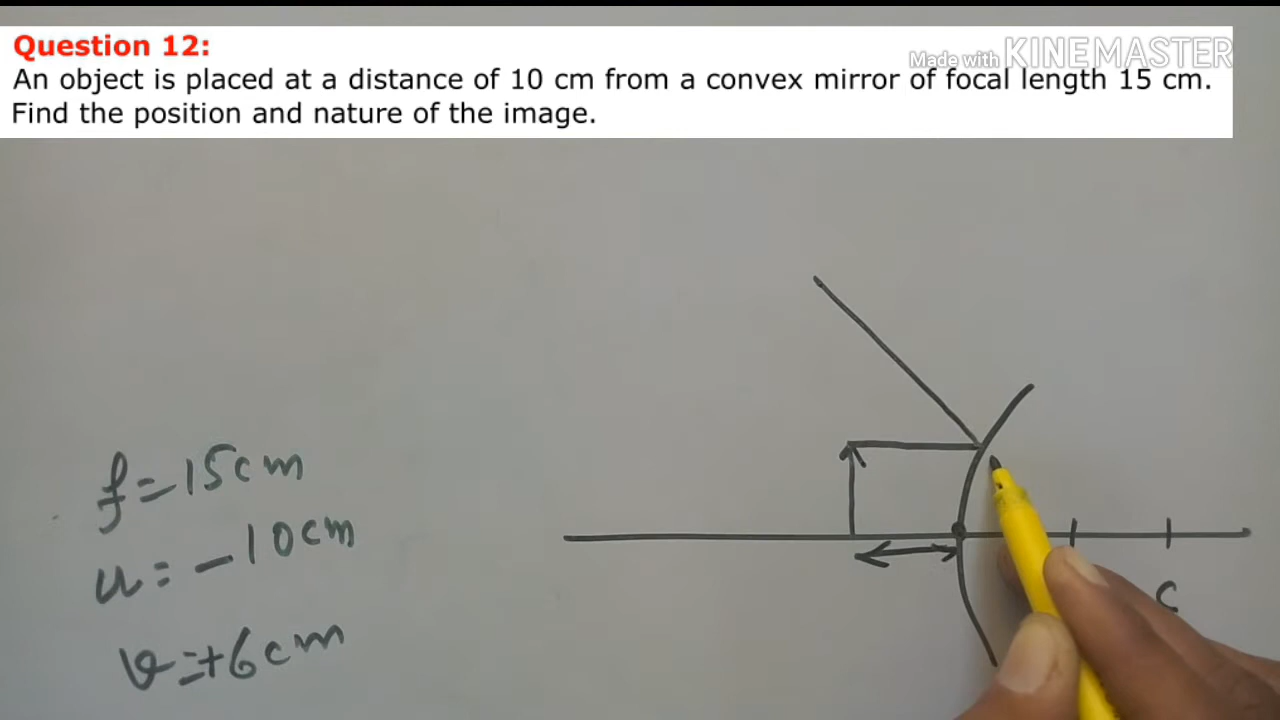 Question 12:
Made with KINEMASTER
An object is placed at a distance of 10 cm from a convex mirror of focal length 15 cm.
Find the position and nature of the image.
f=15cm
u=-10cm
v=+6cm
C